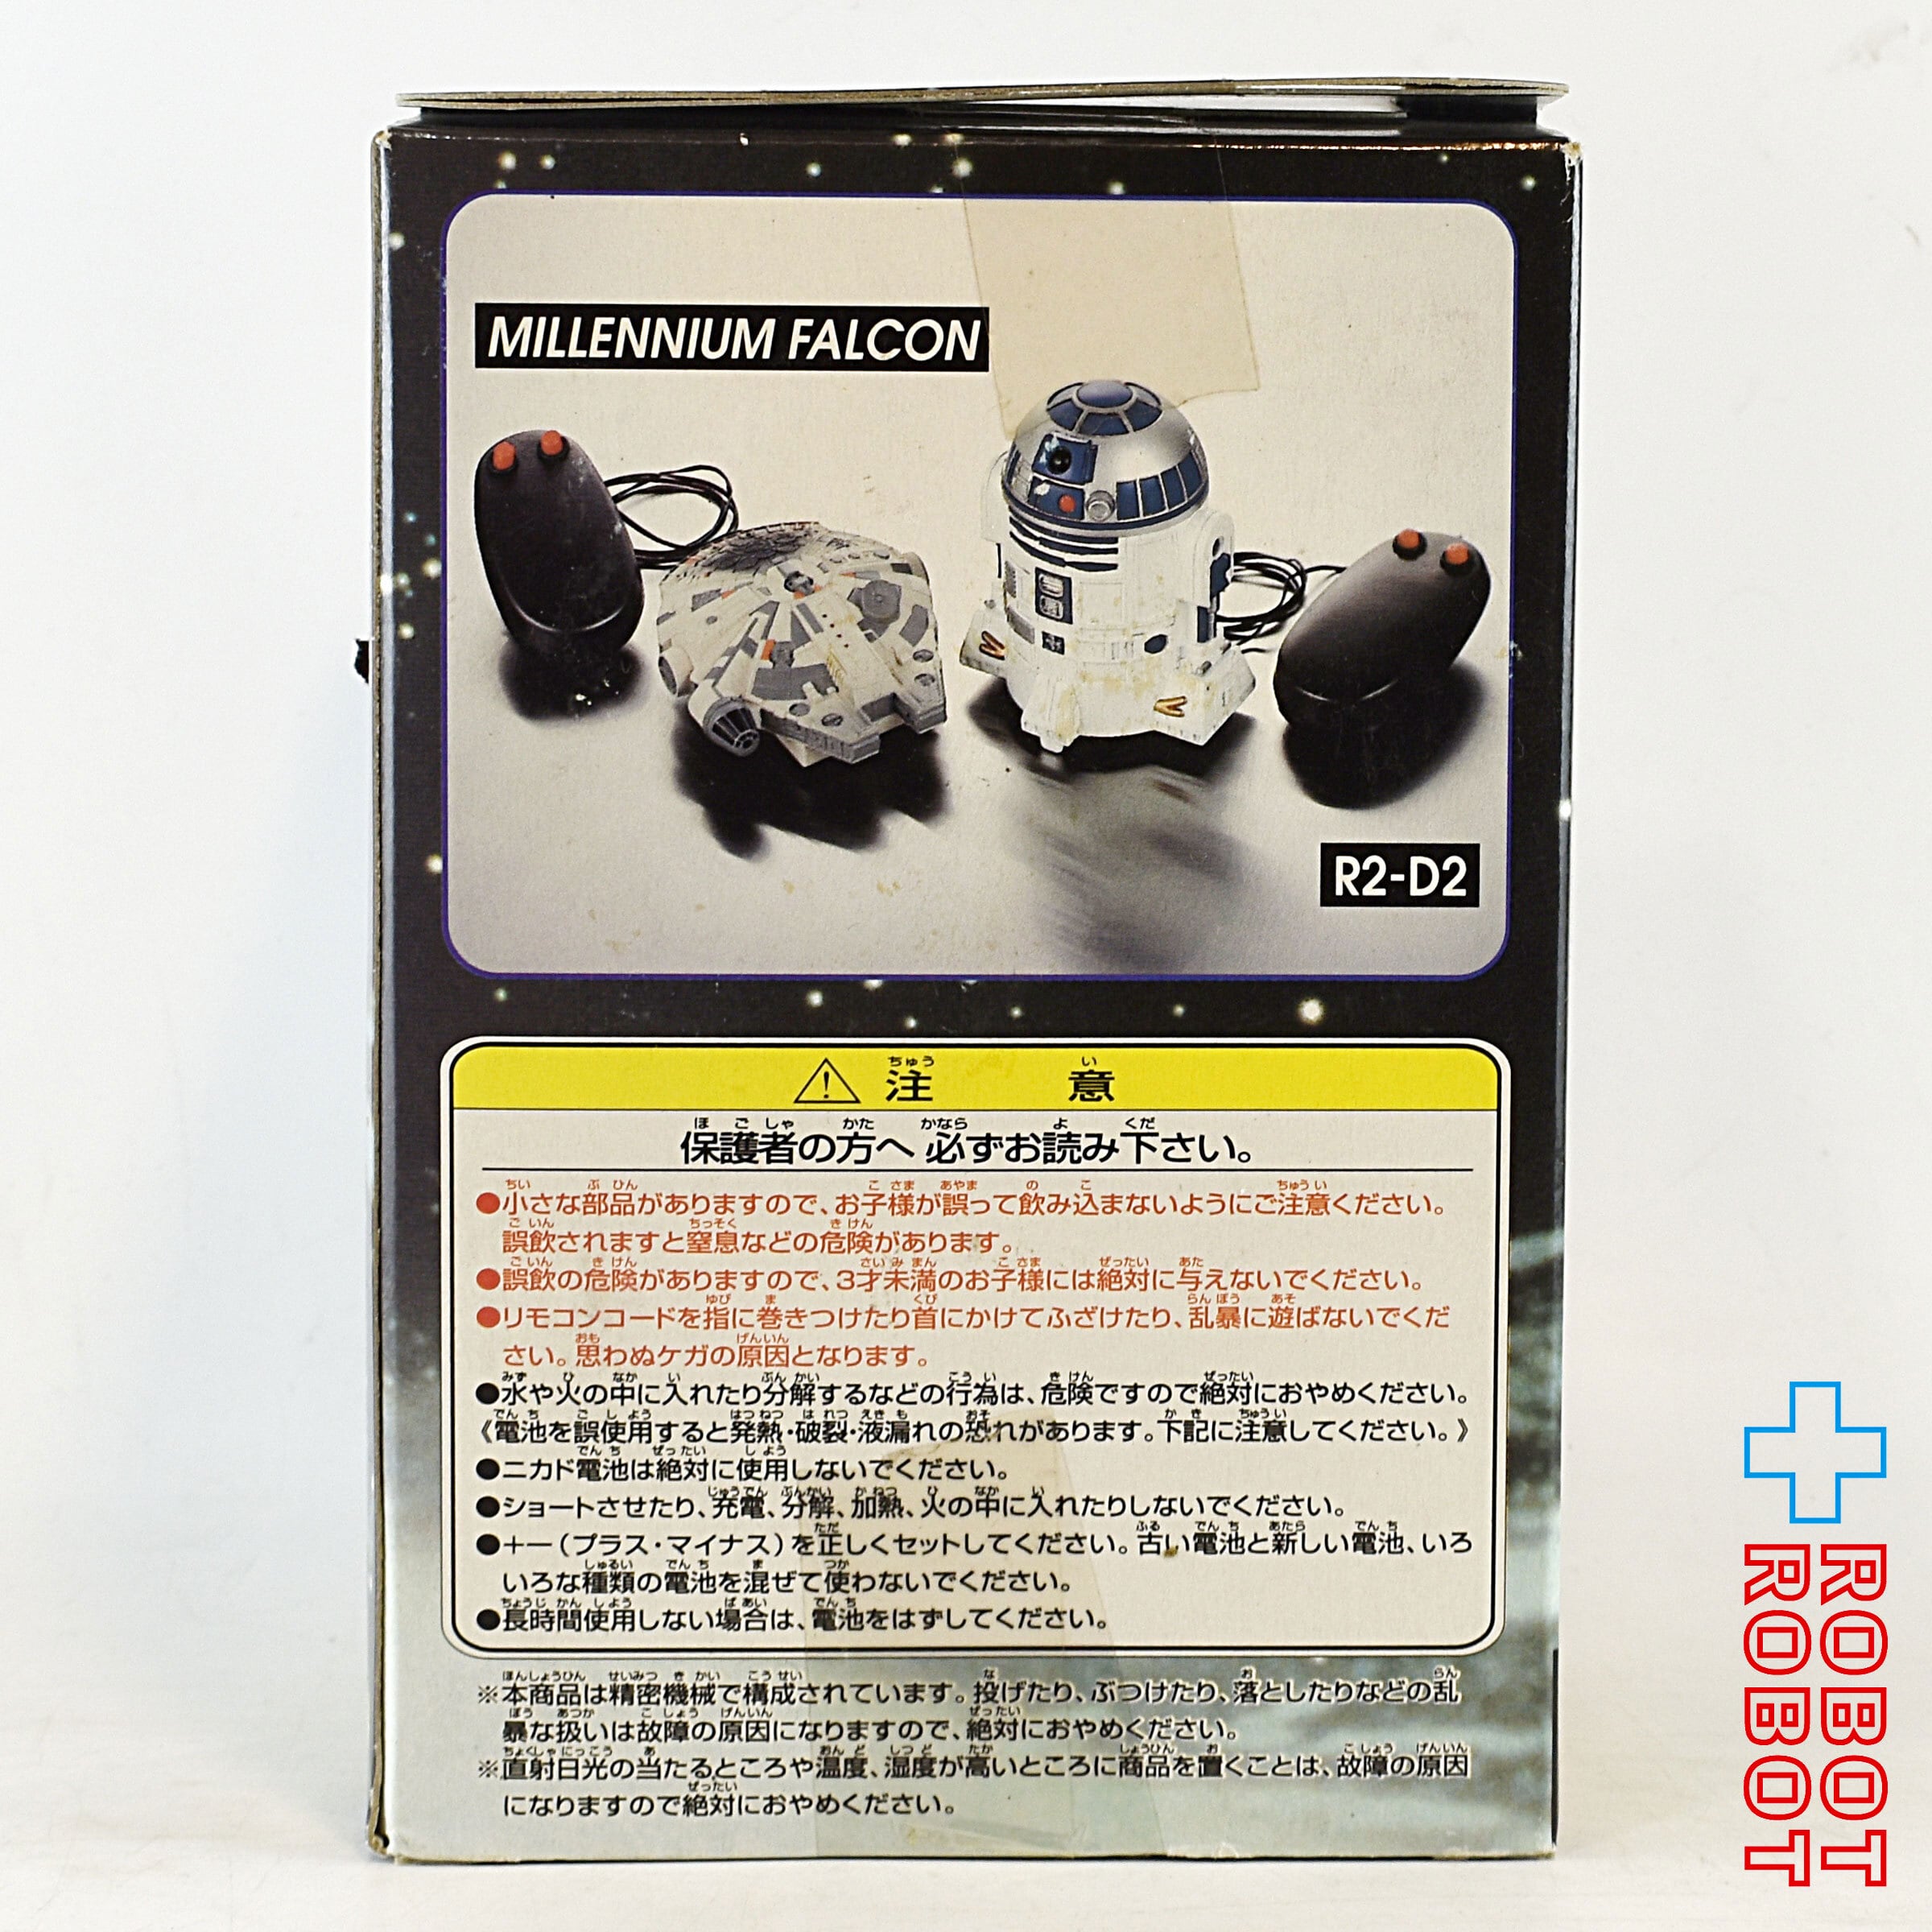 MILLENNIUM FALCON
R2-D2
⚠注意
ちゅう い
保護者の方へ必ずお読み下さい。
ほ ご しゃ かた かなら よ くだ
●小さな部品がありますので、お子様が誤って飲み込まないようにご注意ください。
誤飲されますと窒息などの危険があります。
●誤飲の危険がありますので、3才未満のお子様には絶対に与えないでください。
●リモコンコードを指に巻きつけたり首にかけてふざけたり、乱暴に遊ばないでくだ
さい。思わぬケガの原因となります。
●水や火の中に入れたり分解するなどの行為は、危険ですので絶対におやめください。
《電池を誤使用すると発熱・破裂・液漏れの恐れがあります。下記に注意してください。》
●ニカド電池は絶対に使用しないでください。
●ショートさせたり、充電、分解、加熱、火の中に入れたりしないでください。
●+−(プラス・マイナス)を正しくセットしてください。古い電池と新しい電池、いろ
いろな種類の電池を混ぜて使わないでください。
●長時間使用しない場合は、電池をはずしてください。
※本商品は精密機械で構成されています。投げたり、ぶつけたり、落としたりなどの乱
暴な扱いは故障の原因になりますので、絶対におやめください。
※直射日光の当たるところや温度、湿度が高いところに商品を置くことは、故障の原因
になりますので絶対におやめください。
ROBOT
ROBOT